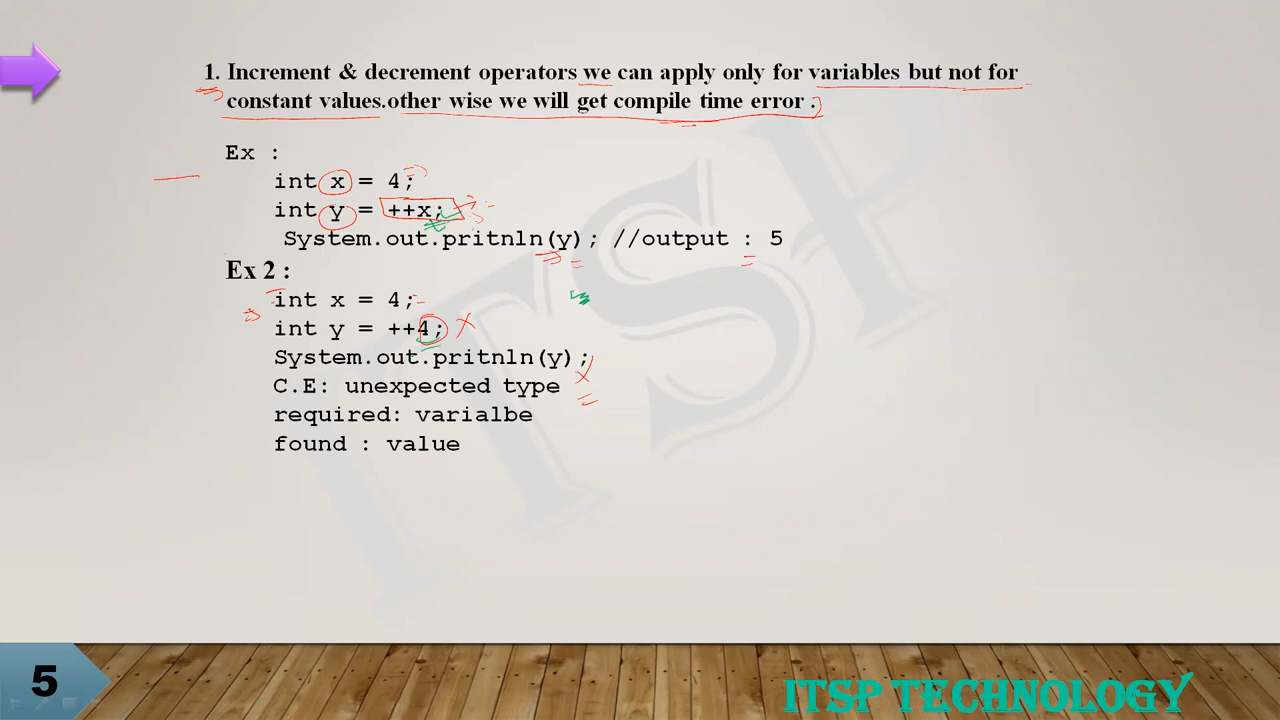 1. Increment & decrement operators we can apply only for variables but not for
constant values.other wise we will get compile time error .
Ex :
int x = 4;
int y = ++x;
System.out.pritnln(y); //output : 5
Ex 2 :
int x = 4;
int y = ++4;
System.out.pritnln(y);
C.E: unexpected type
required: varialbe
found : value
ITSP
5
ITSP TECHNOLOGY